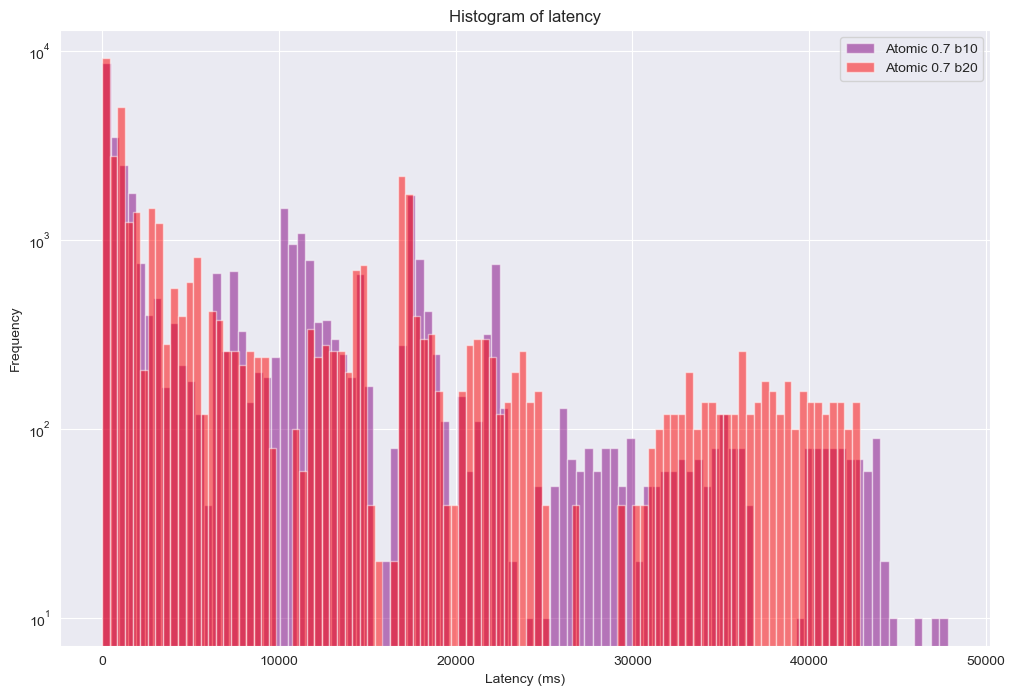 Histogram of latency
Atomic 0.7 b10
Atomic 0.7 b20
10^4
10^3
10^2
10^1
Frequency
0 10000 20000 30000 40000 50000
Latency (ms)